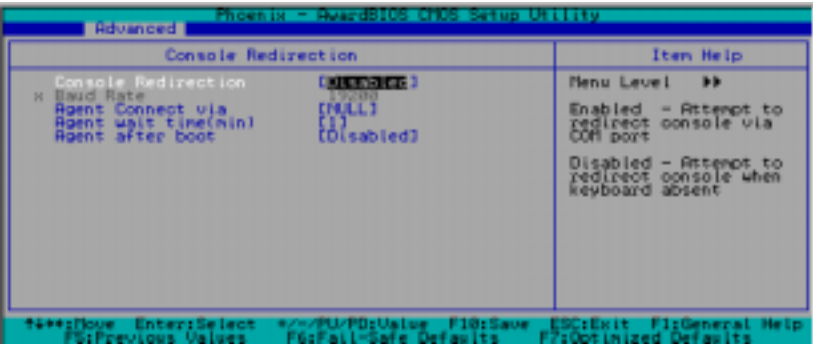 Phoenix - AwardBIOS CMOS Setup Utility
Advanced
Console Redirection
Item Help
Console Redirection [Disabled]
x Baud Rate 19200
Agent Connect via [NULL]
Agent wait time(min) [1]
Agent after boot [Disabled]
Menu Level ▶▶
Enabled - Attempt to
redirect console via
COM port
Disabled - Attempt to
redirect console when
keyboard absent
:Move Enter:Select +/-/PU/PD:Value F10:Save ESC:Exit F1:General Help
F5:Previous Values F6:Fail-Safe Defaults F7:Optimized Defaults